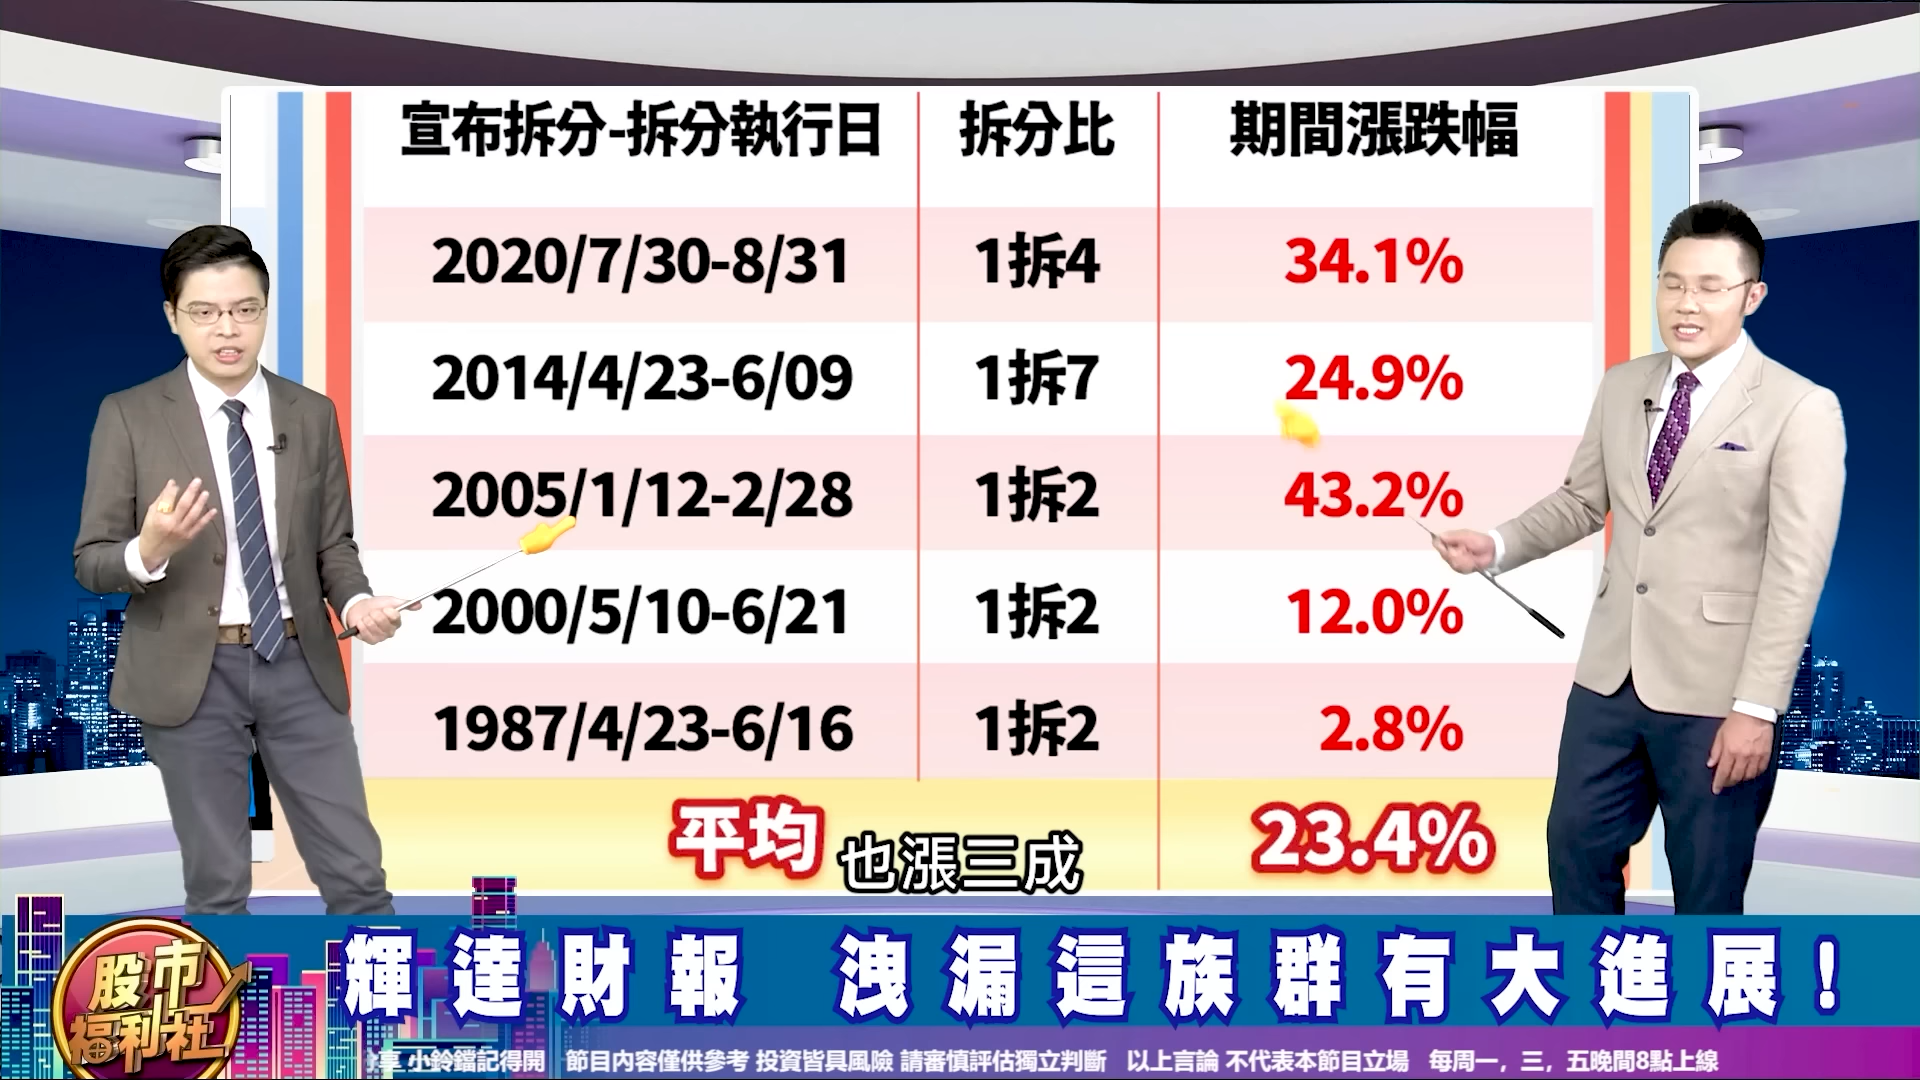 宣布拆分-拆分執行日 拆分比 期間漲跌幅
2020/7/30-8/31 1拆4 34.1%
2014/4/23-6/09 1拆7 24.9%
2005/1/12-2/28 1拆2 43.2%
2000/5/10-6/21 1拆2 12.0%
1987/4/23-6/16 1拆2 2.8%
平均 23.4%
也漲三成
輝達財報 洩漏這族群有大進展!
股市
福利社
享 小鈴鐺記得開 節目內容僅供參考 投資皆具風險 請審慎評估獨立判斷 以上言論 不代表本節目立場 每周一, 三, 五晚間8點上線